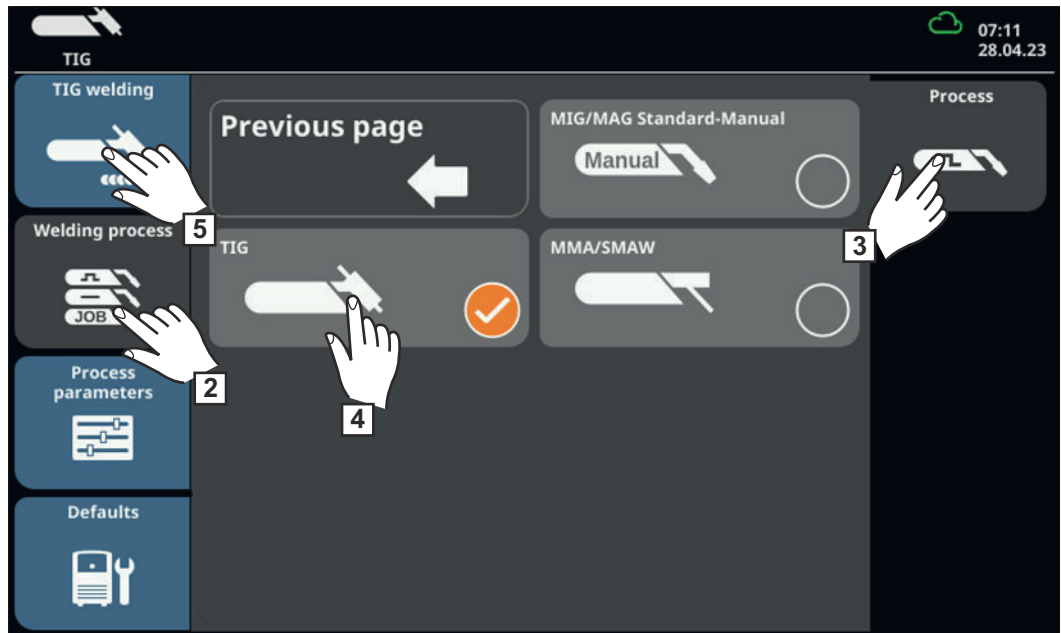 TIG
07:11
28.04.23
TIG welding
5
Welding process
JOB
2
Process
parameters
Defaults
Previous page
MIG/MAG Standard-Manual
Manual
TIG
4
MMA/SMAW
Process
3